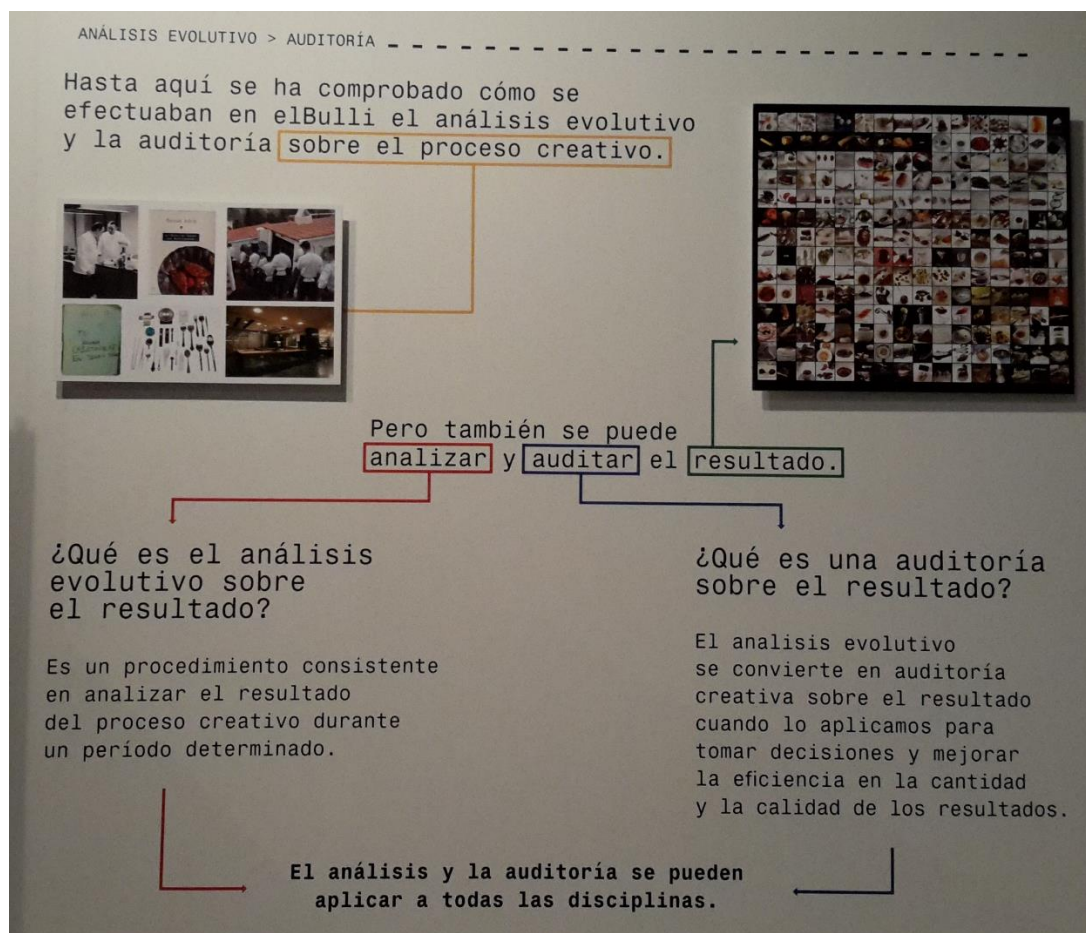 ANÁLISIS EVOLUTIVO > AUDITORÍA
Hasta aquí se ha comprobado cómo se
efectuaban en elBulli el análisis evolutivo
y la auditoría sobre el proceso creativo.
Pero también se puede
analizar y auditar el resultado.
¿Qué es el análisis
evolutivo sobre
el resultado?
Es un procedimiento consistente
en analizar el resultado
del proceso creativo durante
un período determinado.
¿Qué es una auditoría
sobre el resultado?
El analisis evolutivo
se convierte en auditoría
creativa sobre el resultado
cuando lo aplicamos para
tomar decisiones y mejorar
la eficiencia en la cantidad
y la calidad de los resultados.
El análisis y la auditoría se pueden
aplicar a todas las disciplinas.